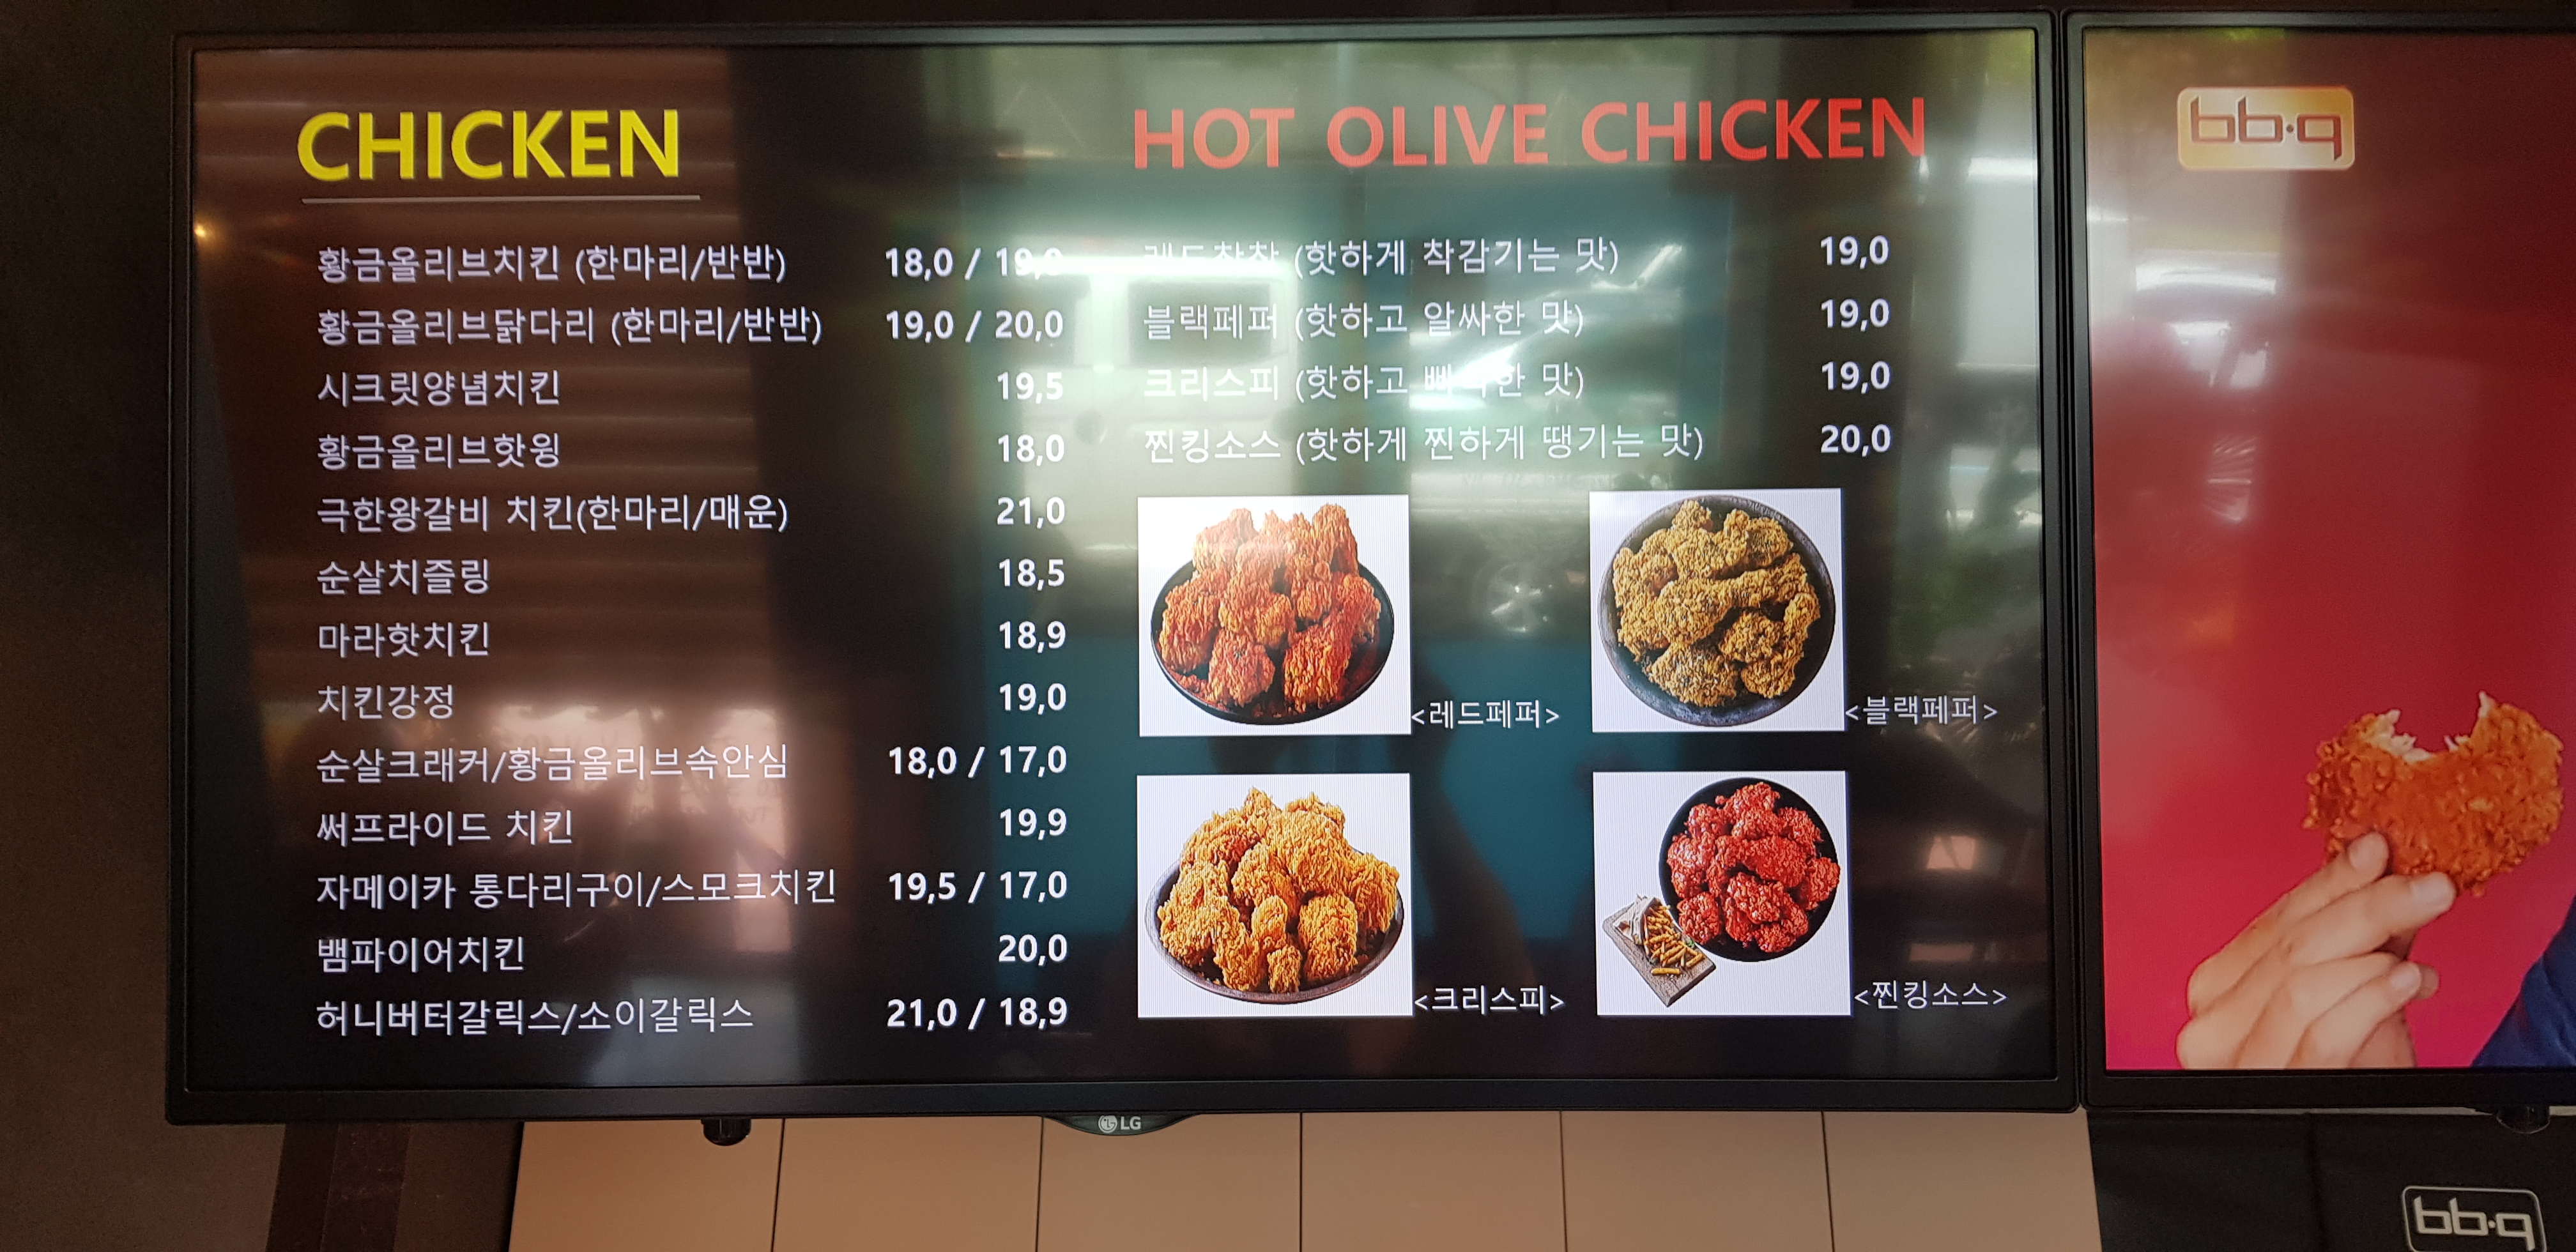 CHICKEN
황금올리브치킨 (한마리/반반) 18,0 / 19,0
황금올리브닭다리 (한마리/반반) 19,0 / 20,0
시크릿양념치킨 19,5
황금올리브핫윙 18,0
극한왕갈비 치킨(한마리/매운) 21,0
순살치즐링 18,5
마라핫치킨 18,9
치킨강정 19,0
순살크래커/황금올리브속안심 18,0 / 17,0
써프라이드 치킨 19,9
자메이카 통다리구이/스모크치킨 19,5 / 17,0
뱀파이어치킨 20,0
허니버터갈릭스/소이갈릭스 21,0 / 18,9
HOT OLIVE CHICKEN
레드착착 (핫하게 착감기는 맛) 19,0
블랙페퍼 (핫하고 알싸한 맛) 19,0
크리스피 (핫하고 맛) 19,0
찐킹소스 (핫하게 찐하게 땡기는 맛) 20,0
<레드페퍼>
<블랙페퍼>
<크리스피>
<찐킹소스>
LG
bb.q
bb.q